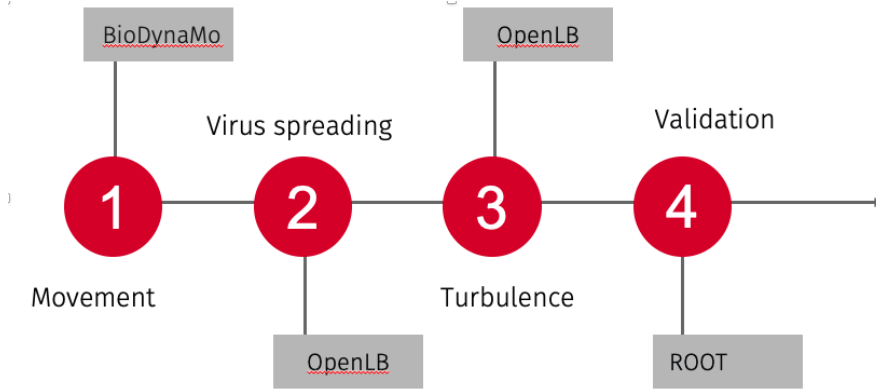 BioDynaMo
OpenLB
Virus spreading
Validation
1
2
3
4
Movement
Turbulence
OpenLB
ROOT